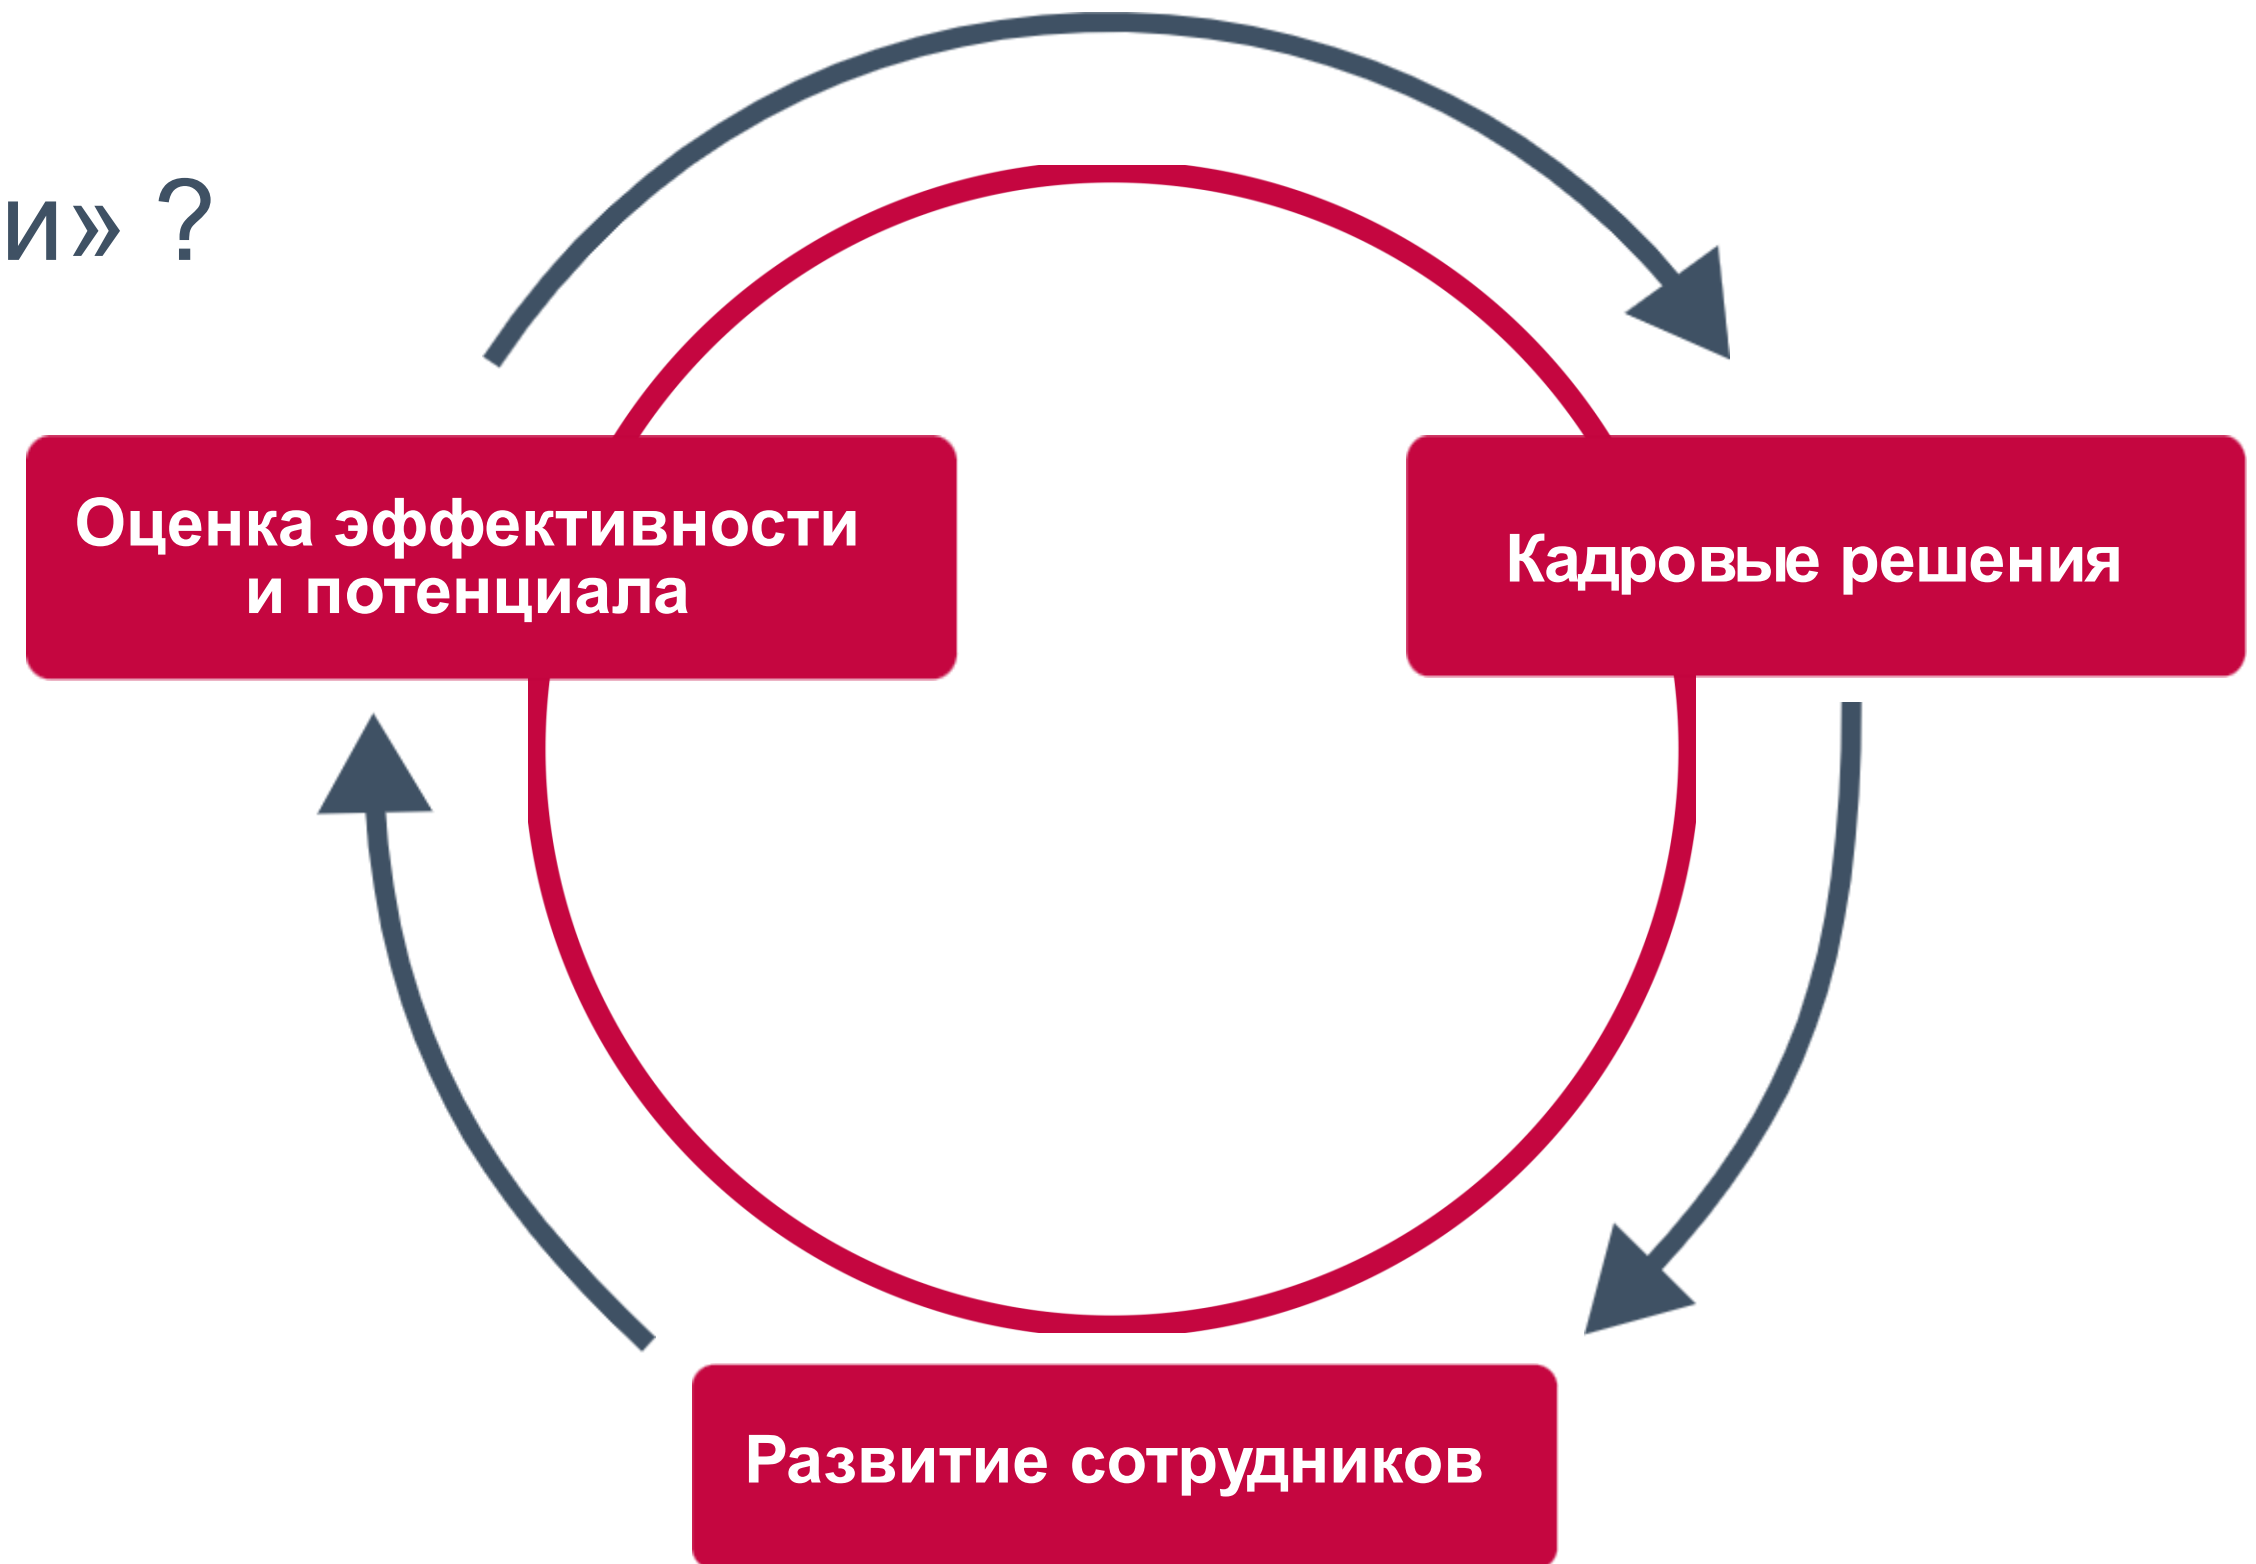 и» ?
Оценка эффективности
и потенциала
Кадровые решения
Развитие сотрудников